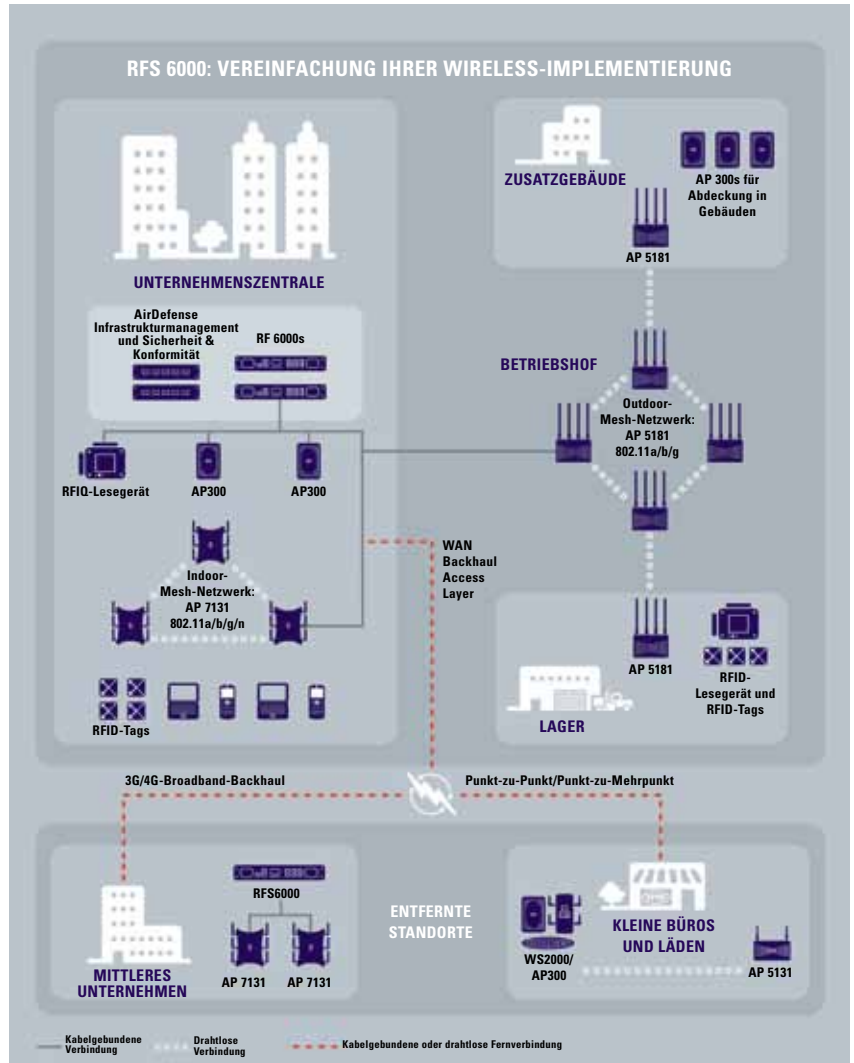 RFS 6000: VEREINFACHUNG IHRER WIRELESS-IMPLEMENTIERUNG
UNTERNEHMENSZENTRALE
AirDefense
Infrastrukturmanagement
und Sicherheit &
Konformität
RF 6000s
RFIQ-Lesegerät
AP300
AP300
Indoor-
Mesh-Netzwerk:
AP 7131
802.11a/b/g/n
RFID-Tags
ZUSATZGEBÄUDE
AP 300s für
Abdeckung in
Gebäuden
AP 5181
BETRIEBSHOF
Outdoor-
Mesh-Netzwerk:
AP 5181
802.11a/b/g
WAN
Backhaul
Access
Layer
AP 5181
RFID-
Lesegerät und
RFID-Tags
LAGER
3G/4G-Broadband-Backhaul
Punkt-zu-Punkt/Punkt-zu-Mehrpunkt
RFS6000
AP 7131
AP 7131
MITTLERES
UNTERNEHMEN
ENTFERNTE
STANDORTE
WS2000/
AP300
KLEINE BÜROS
UND LÄDEN
AP 5131
Kabelgebundene
Verbindung
Drahtlose
Verbindung
Kabelgebundene oder drahtlose Fernverbindung